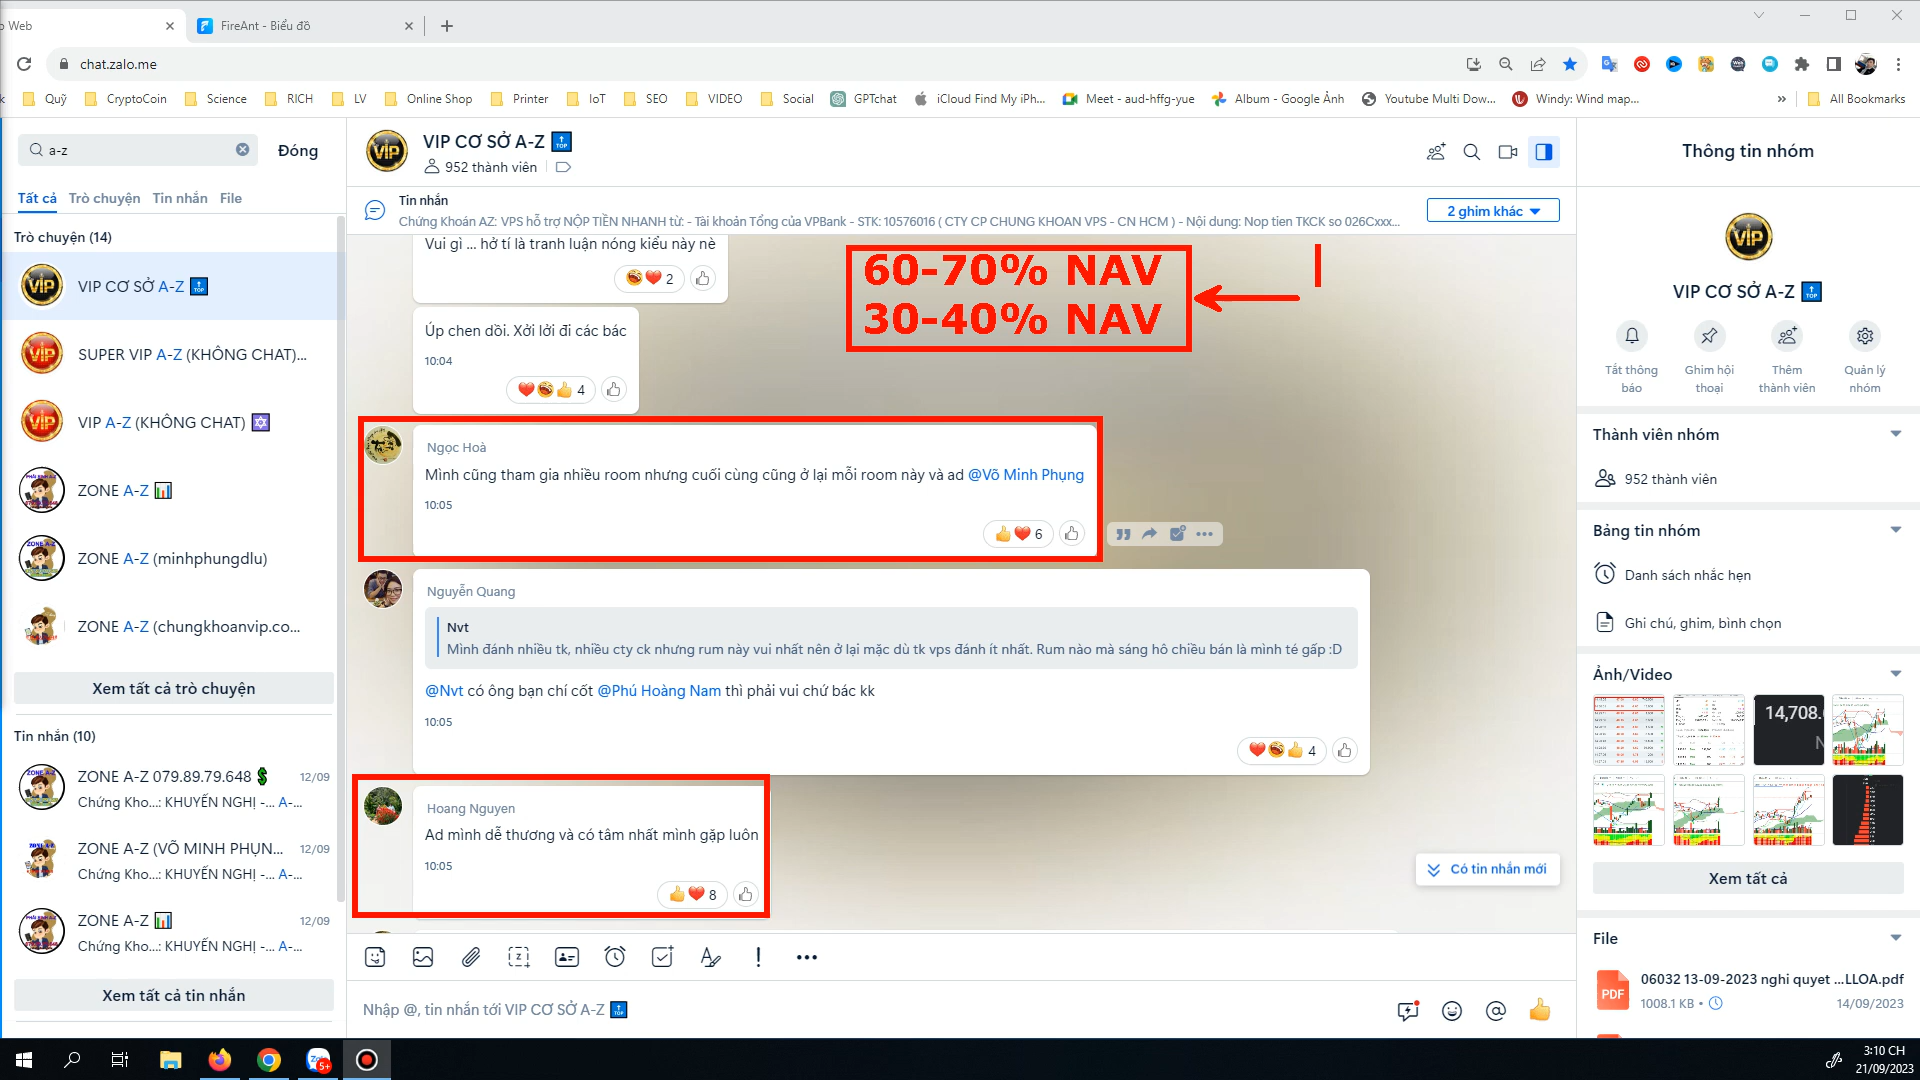 Web
FireAnt - Biểu đồ
chat.zalo.me
Quỹ
CryptoCoin
Science
RICH
LV
Online Shop
Printer
IoT
SEO
VIDEO
Social
GPTchat
iCloud Find My iPh...
Meet - aud-hffg-yue
Album - Google Ảnh
Youtube Multi Dow...
Windy: Wind map...
»
All Bookmarks
a-z
Đóng
Tất cả
Trò chuyện
Tin nhắn
File
Trò chuyện (14)
VIP CƠ SỞ A-Z
SUPER VIP A-Z (KHÔNG CHAT)...
VIP A-Z (KHÔNG CHAT)
ZONE A-Z
ZONE A-Z (minhphungdlu)
ZONE A-Z (chungkhoanvip.co...
Xem tất cả trò chuyện
Tin nhắn (10)
ZONE A-Z 079.89.79.648
12/09
Chứng Kho...: KHUYẾN NGHỊ -... A-...
ZONE A-Z (VÕ MINH PHỤN...
12/09
Chứng Kho...: KHUYẾN NGHỊ -... A-...
ZONE A-Z
12/09
Chứng Kho...: KHUYẾN NGHỊ -... A-...
Xem tất cả tin nhắn
VIP
VIP CƠ SỞ A-Z
952 thành viên
Tin nhắn
Chứng Khoán AZ: VPS hỗ trợ NỘP TIỀN NHANH từ: - Tài khoản Tổng của VPBank - STK: 10576016 ( CTY CP CHUNG KHOAN VPS - CN HCM ) - Nội dung: Nop tien TKCK so 026Cxxx...
2 ghim khác
Vui gì ... hở tí là tranh luận nóng kiểu này nè
2
60-70% NAV
30-40% NAV
Úp chen dồi. Xởi lởi đi các bác
10:04
4
Ngọc Hoà
Mình cũng tham gia nhiều room nhưng cuối cùng cũng ở lại mỗi room này và ad @Võ Minh Phụng
10:05
6
Nguyễn Quang
Nvt
Mình đánh nhiều tk, nhiều cty ck nhưng rum này vui nhất nên ở lại mặc dù tk vps đánh ít nhất. Rum nào mà sáng hô chiều bán là mình té gấp :D
@Nvt có ông bạn chí cốt @Phú Hoàng Nam thì phải vui chứ bác kk
10:05
4
Hoang Nguyen
Ad mình dễ thương và có tâm nhất mình gặp luôn
10:05
8
Có tin nhắn mới
Nhập @, tin nhắn tới VIP CƠ SỞ A-Z
Thông tin nhóm
VIP
VIP CƠ SỞ A-Z
Tắt thông báo
Ghim hội thoại
Thêm thành viên
Quản lý nhóm
Thành viên nhóm
952 thành viên
Bảng tin nhóm
Danh sách nhắc hẹn
Ghi chú, ghim, bình chọn
Ảnh/Video
14,708.
Xem tất cả
File
PDF
06032 13-09-2023 nghi quyet ...LLOA.pdf
1008.1 KB
14/09/2023
5+
3:10 CH
21/09/2023